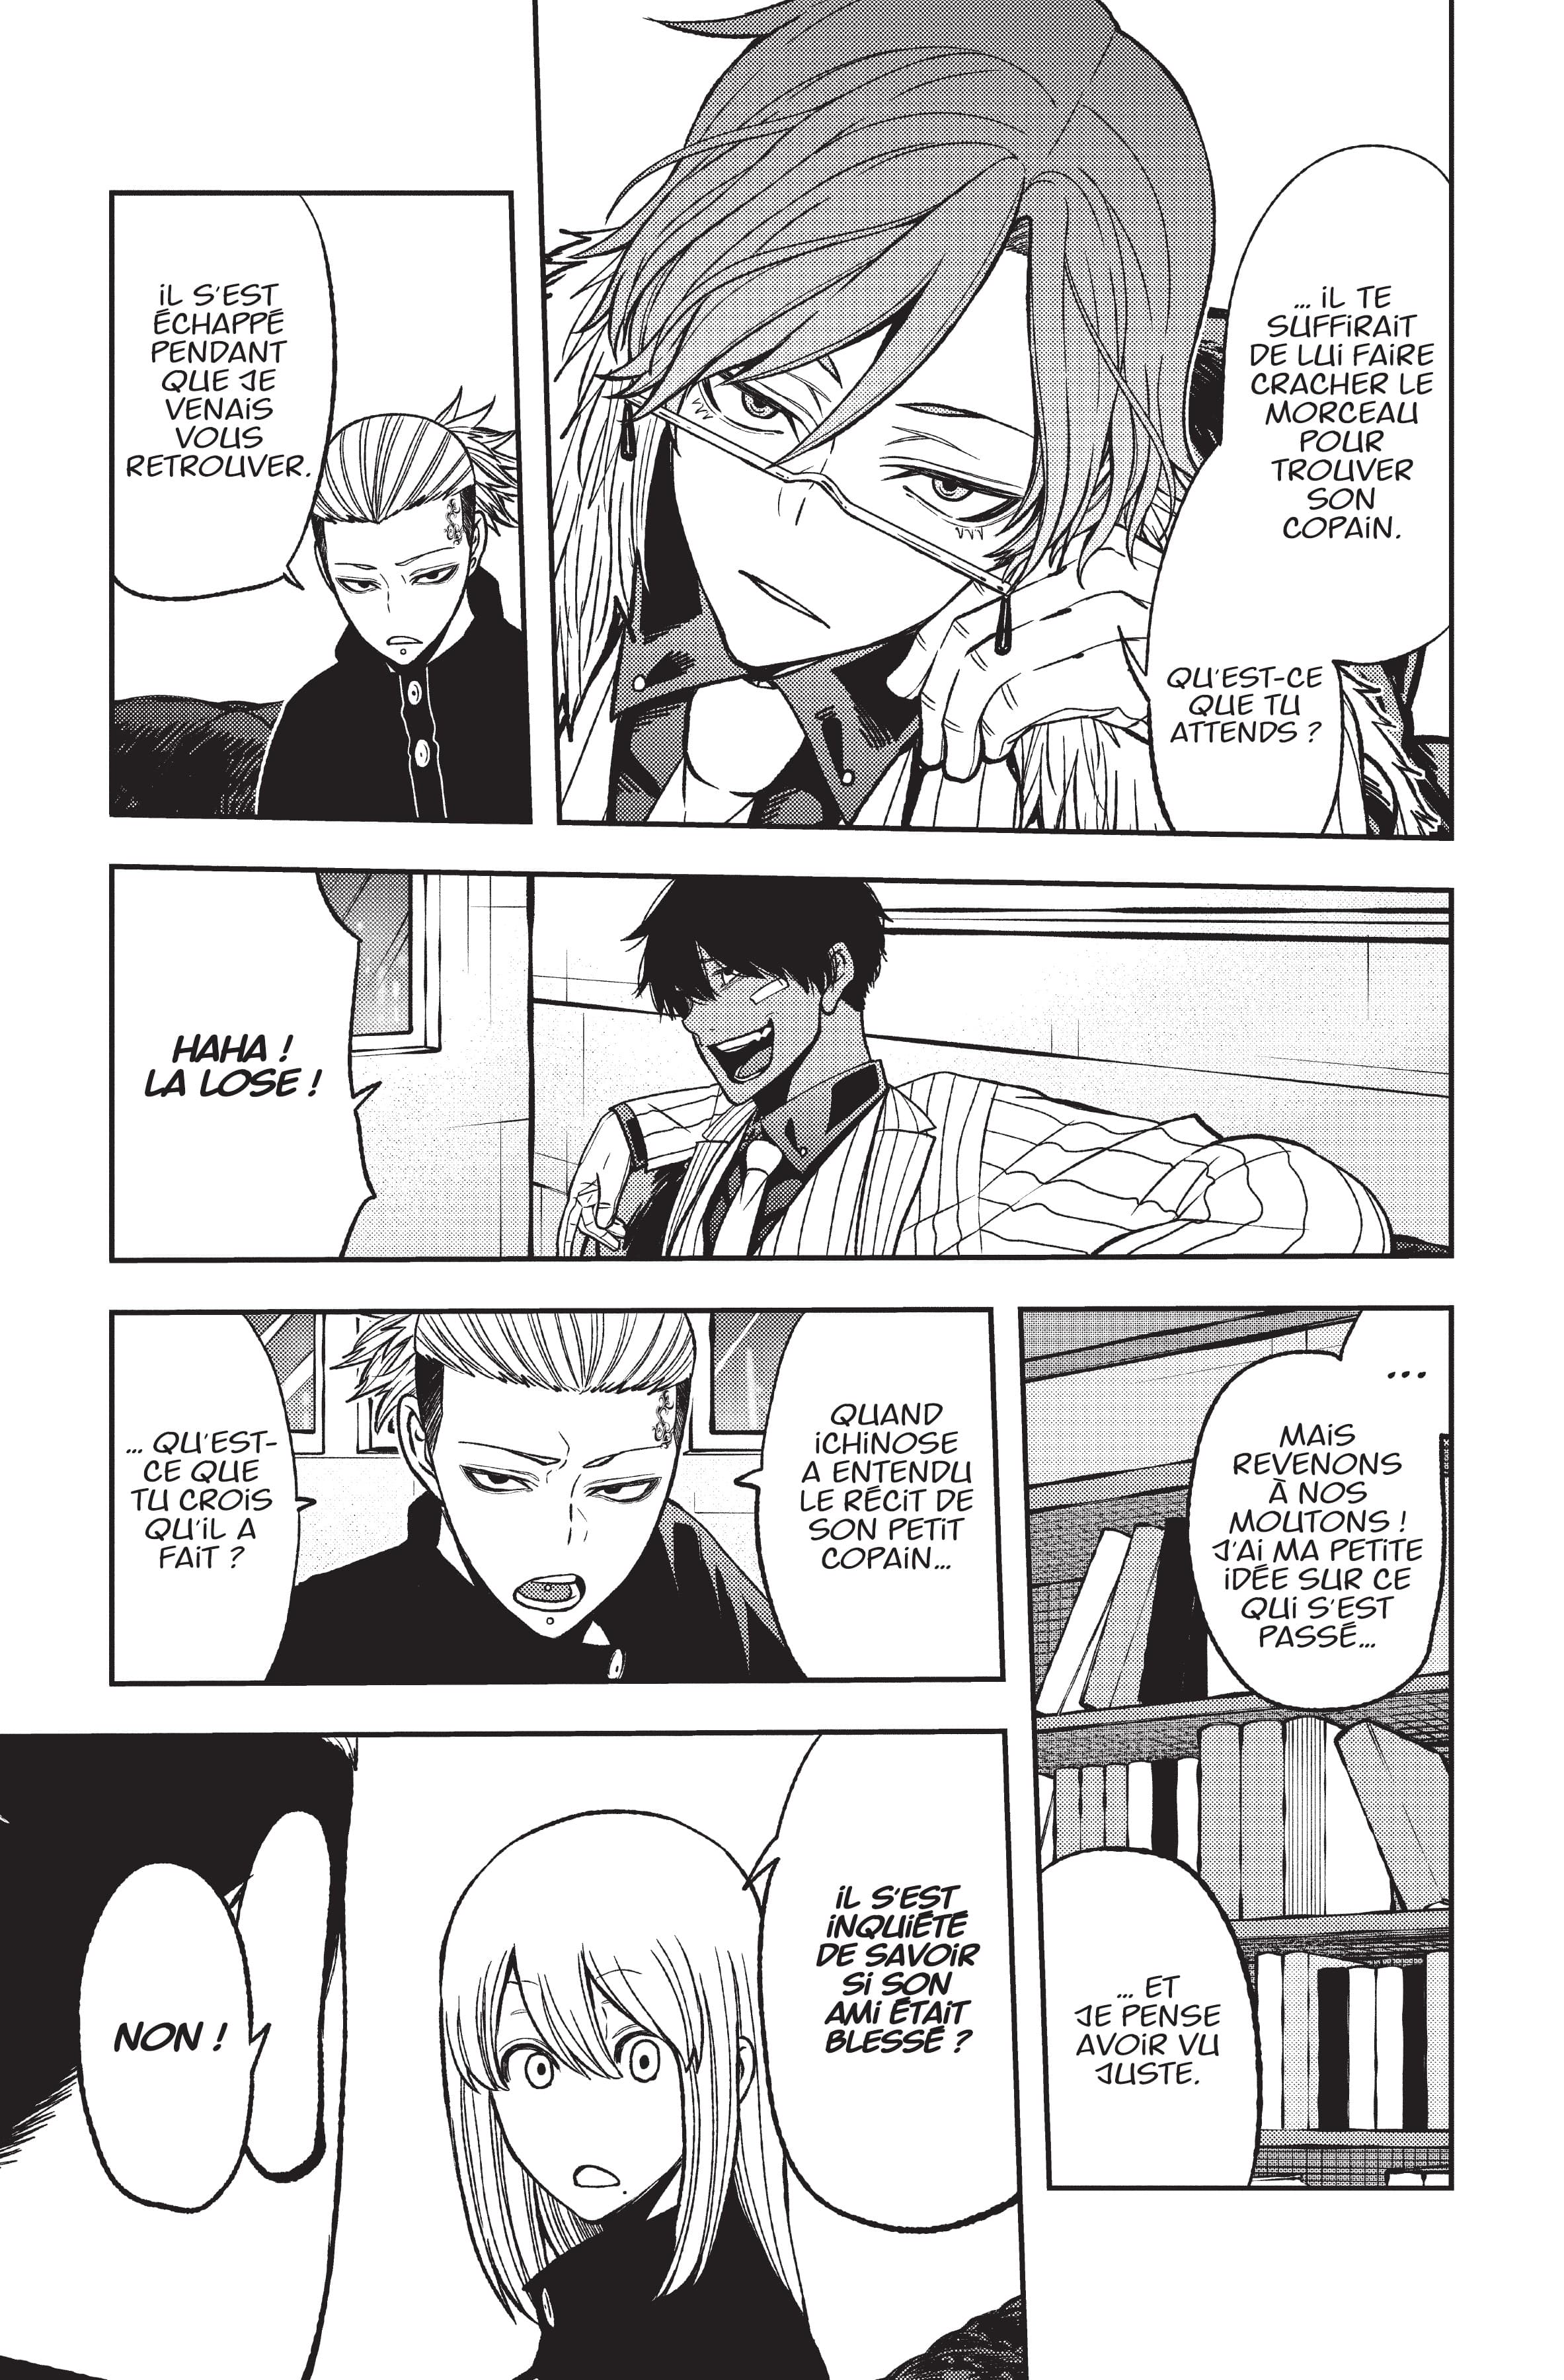 ... IL TE
SUFFIRAIT
DE LUI FAIRE
CRACHER LE
MORCEAU
POUR
TROUVER
SON
COPAIN.
QU'EST-CE
QUE TU
ATTENDS ?
IL S'EST
ÉCHAPPÉ
PENDANT
QUE JE
VENAIS
VOUS
RETROUVER.
HAHA !
LA LOSE !
...
MAIS
REVENONS
À NOS
MOUTONS !
J'AI MA PETITE
IDÉE SUR CE
QUI S'EST
PASSÉ...
... ET
JE PENSE
AVOIR VU
JUSTE.
QUAND
ICHINOSE
A ENTENDU
LE RÉCIT DE
SON PETIT
COPAIN...
... QU'EST-
CE QUE
TU CROIS
QU'IL A
FAIT ?
IL S'EST
INQUIÉTÉ
DE SAVOIR
SI SON
AMI ÉTAIT
BLESSÉ ?
NON !